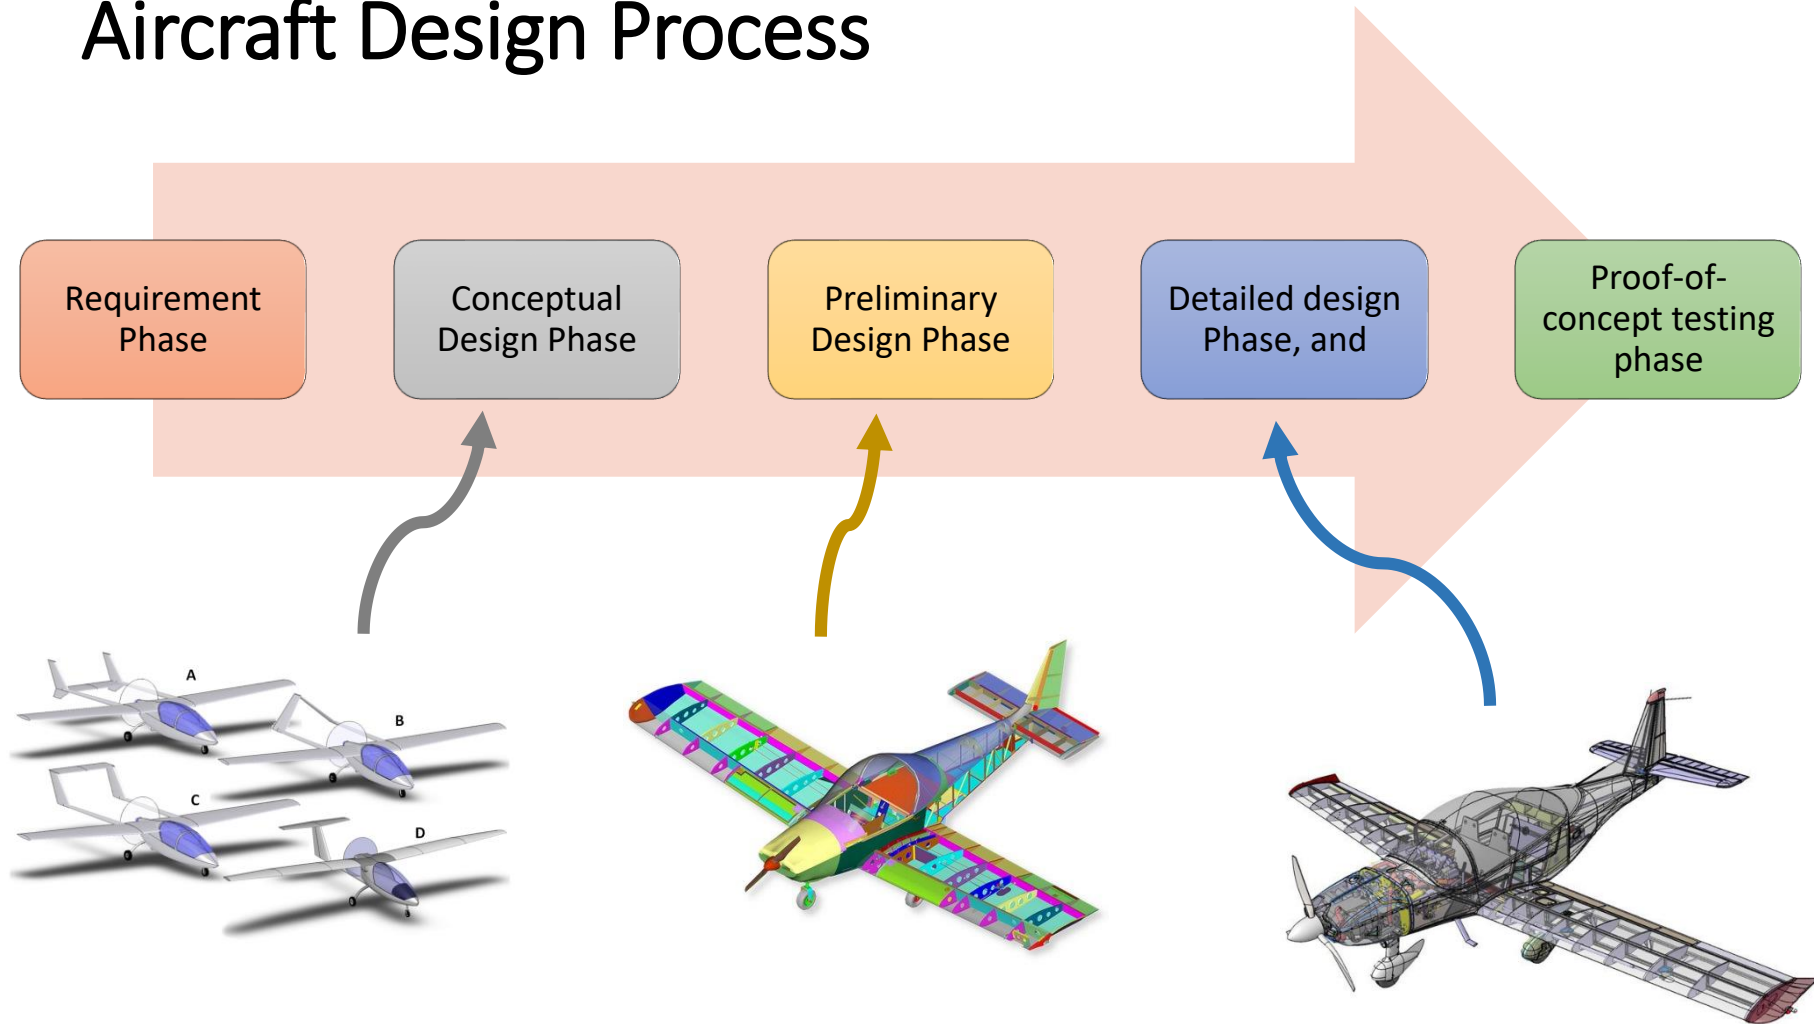 Aircraft Design Process
Requirement
Phase
Conceptual
Design Phase
Preliminary
Design Phase
Detailed design
Phase, and
Proof-of-
concept testing
phase
A
B
C
D